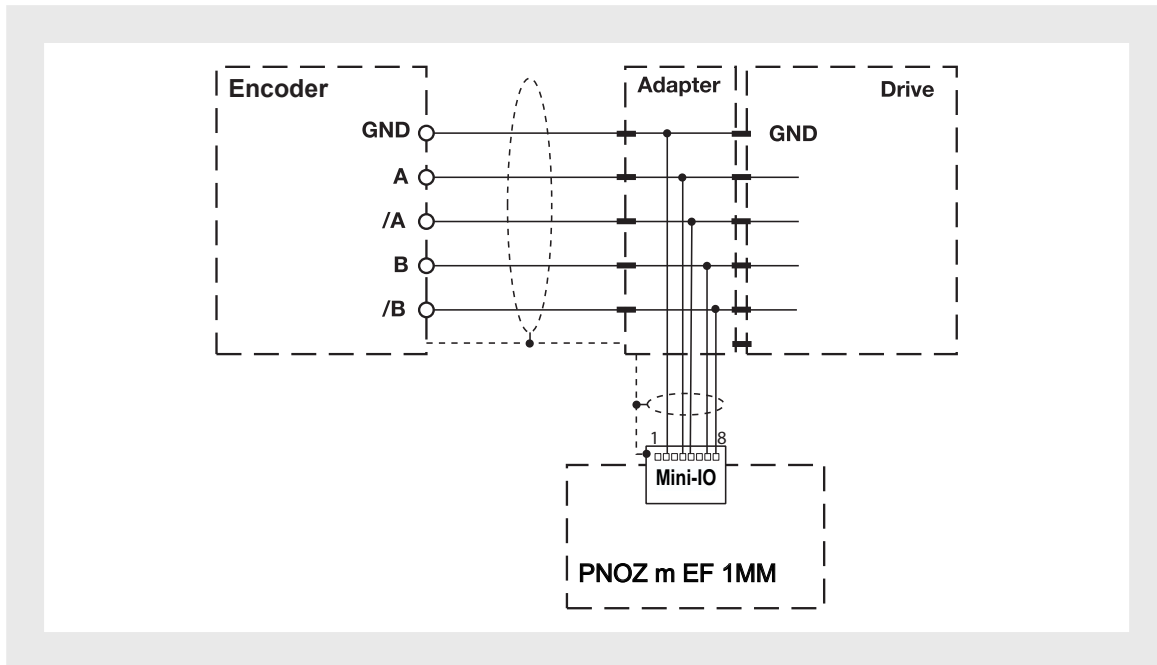 Encoder
Adapter
Drive
GND
GND
A
/A
B
/B
1
8
Mini-IO
PNOZ m EF 1MM